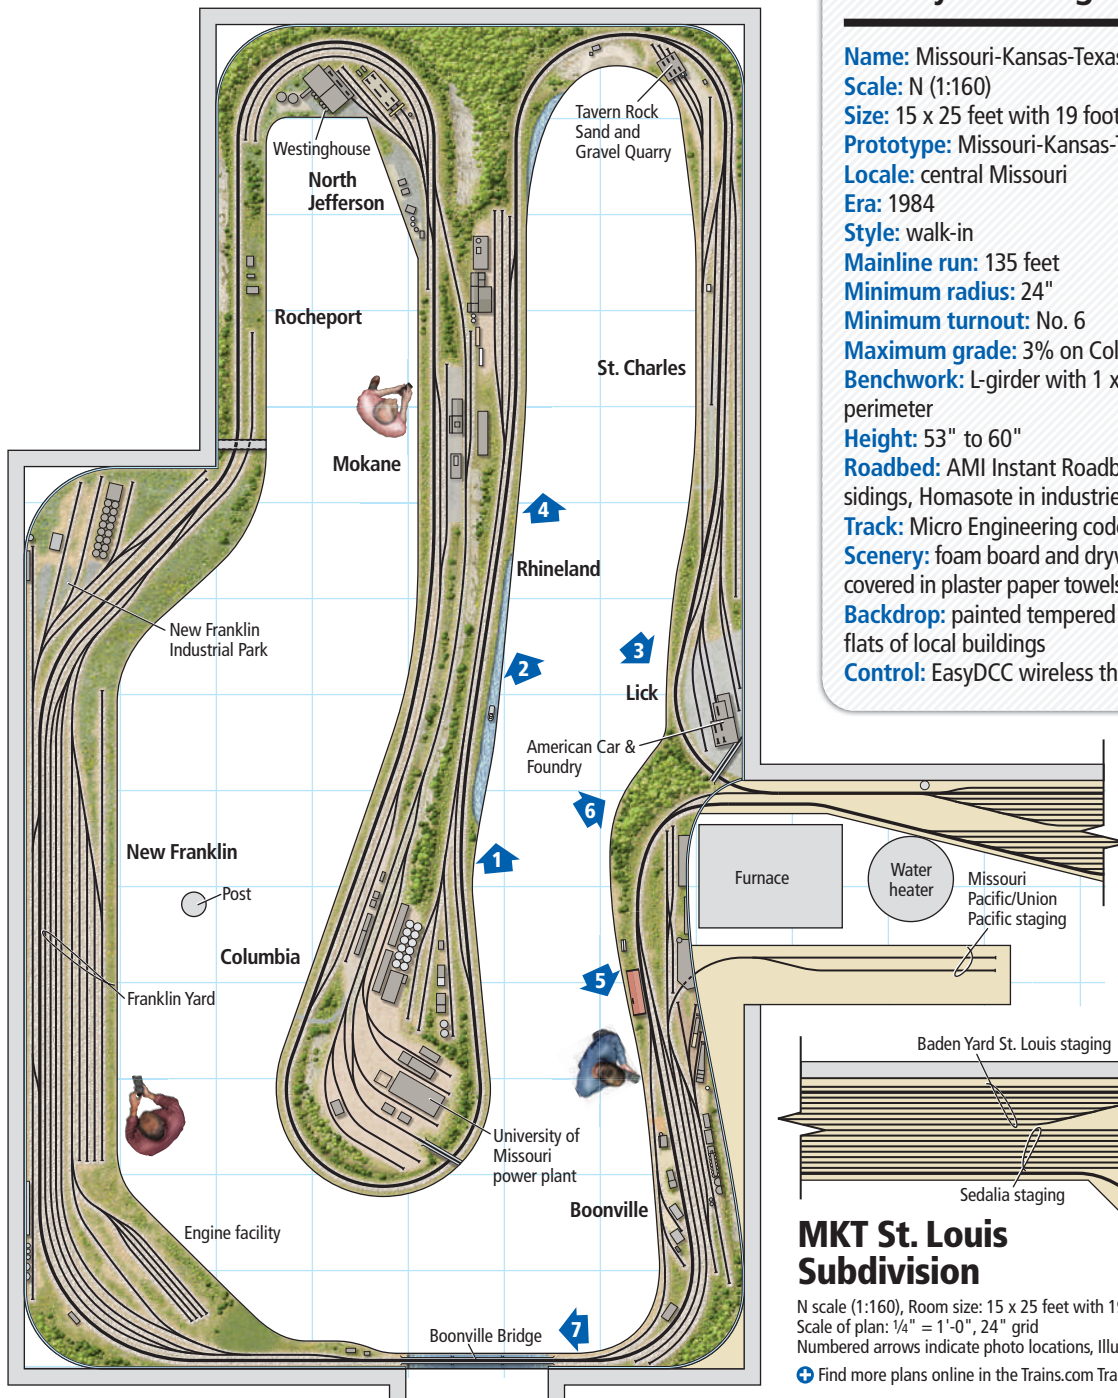 Name: Missouri-Kansas-Texas
Scale: N (1:160)
Size: 15 x 25 feet with 19 foot
Prototype: Missouri-Kansas-
Locale: central Missouri
Era: 1984
Style: walk-in
Mainline run: 135 feet
Minimum radius: 24"
Minimum turnout: No. 6
Maximum grade: 3% on Col
Benchwork: L-girder with 1 x
perimeter
Height: 53" to 60"
Roadbed: AMI Instant Roadb
sidings, Homasote in industrie
Track: Micro Engineering code
Scenery: foam board and dryw
covered in plaster paper towels
Backdrop: painted tempered
flats of local buildings
Control: EasyDCC wireless th
Westinghouse
North
Jefferson
Tavern Rock
Sand and
Gravel Quarry
Rocheport
St. Charles
Mokane
4
Rhineland
New Franklin
Industrial Park
2
3
Lick
American Car &
Foundry
6
1
New Franklin
Post
Furnace
Water
heater
Missouri
Pacific/Union
Pacific staging
Columbia
5
Franklin Yard
Baden Yard St. Louis staging
University of
Missouri
power plant
Sedalia staging
Boonville
Engine facility
Boonville Bridge
7
MKT St. Louis
Subdivision
N scale (1:160), Room size: 15 x 25 feet with 19
Scale of plan: ¼" = 1'-0", 24" grid
Numbered arrows indicate photo locations, Illu
Find more plans online in the Trains.com Tra